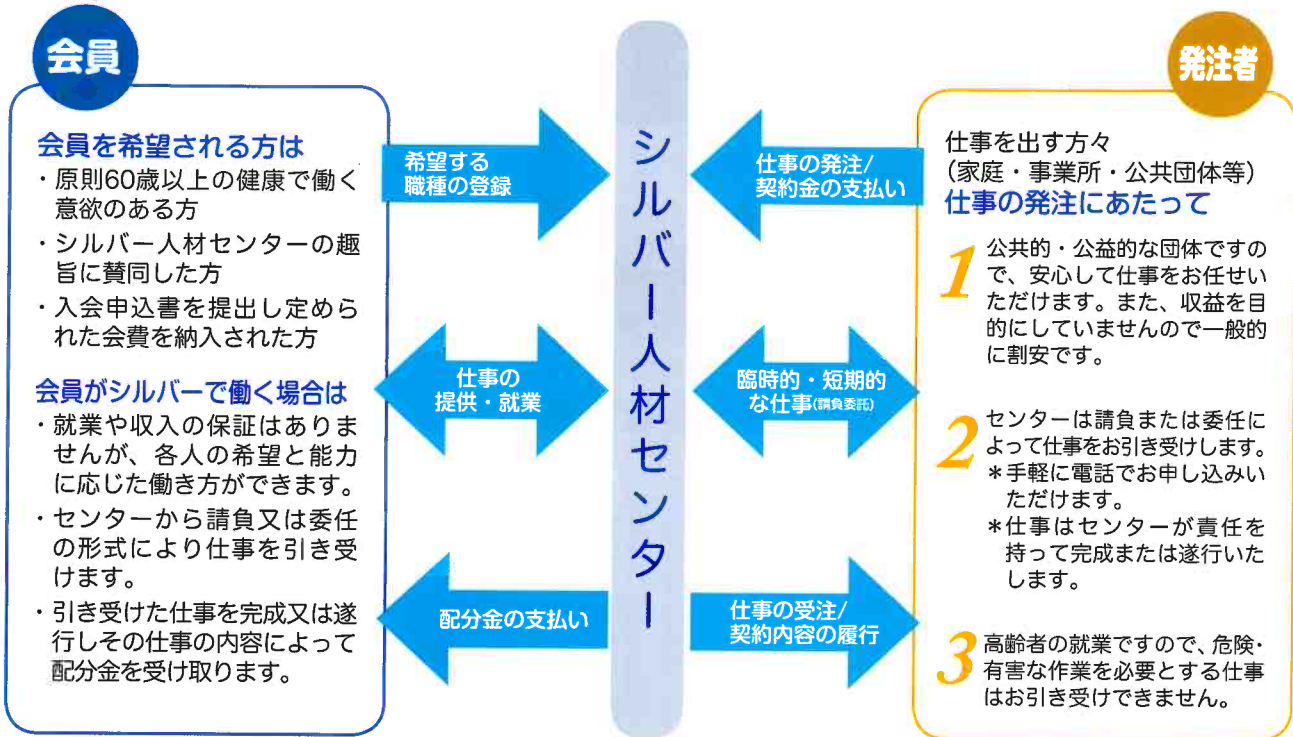 会員
会員を希望される方は
・原則60歳以上の健康で働く
意欲のある方
・シルバー人材センターの趣
旨に賛同した方
・入会申込書を提出し定めら
れた会費を納入された方
会員がシルバーで働く場合は
・就業や収入の保証はありま
せんが、各人の希望と能力
に応じた働き方ができます。
・センターから請負又は委任
の形式により仕事を引き受
けます。
・引き受けた仕事を完成又は遂
行しその仕事の内容によって
配分金を受け取ります。
希望する
職種の登録
仕事の
提供・就業
配分金の支払い
シルバー人材センター
仕事の発注/
契約金の支払い
臨時的・短期的
な仕事(請負委託)
仕事の受注/
契約内容の履行
発注者
仕事を出す方々
(家庭・事業所・公共団体等)
仕事の発注にあたって
1 公共的・公益的な団体ですの
で、安心して仕事をお任せい
ただけます。また、収益を目
的にしていませんので一般的
に割安です。
2 センターは請負または委任に
よって仕事をお引き受けします。
*手軽に電話でお申し込みい
ただけます。
*仕事はセンターが責任を
持って完成または遂行いた
します。
3 高齢者の就業ですので、危険・
有害な作業を必要とする仕事
はお引き受けできません。